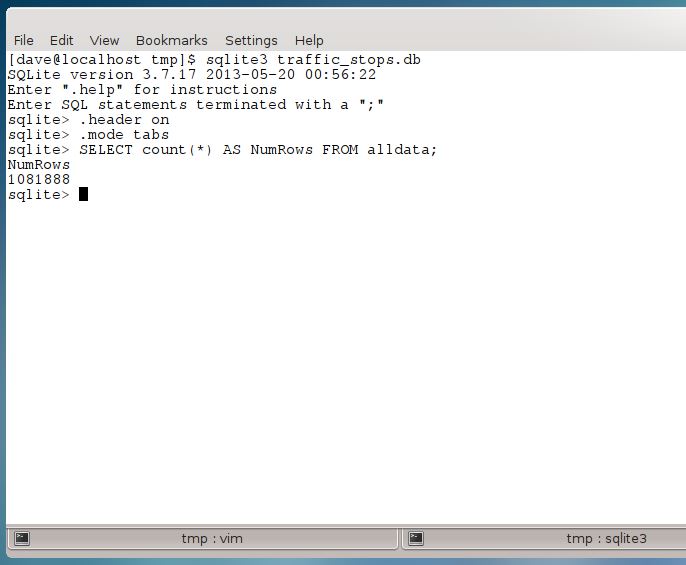 File Edit View Bookmarks Settings Help
[dave@localhost tmp]$ sqlite3 traffic_stops.db
SQLite version 3.7.17 2013-05-20 00:56:22
Enter ".help" for instructions
Enter SQL statements terminated with a ";"
sqlite> .header on
sqlite> .mode tabs
sqlite> SELECT count(*) AS NumRows FROM alldata;
NumRows
1081888
sqlite>
tmp : vim
tmp : sqlite3